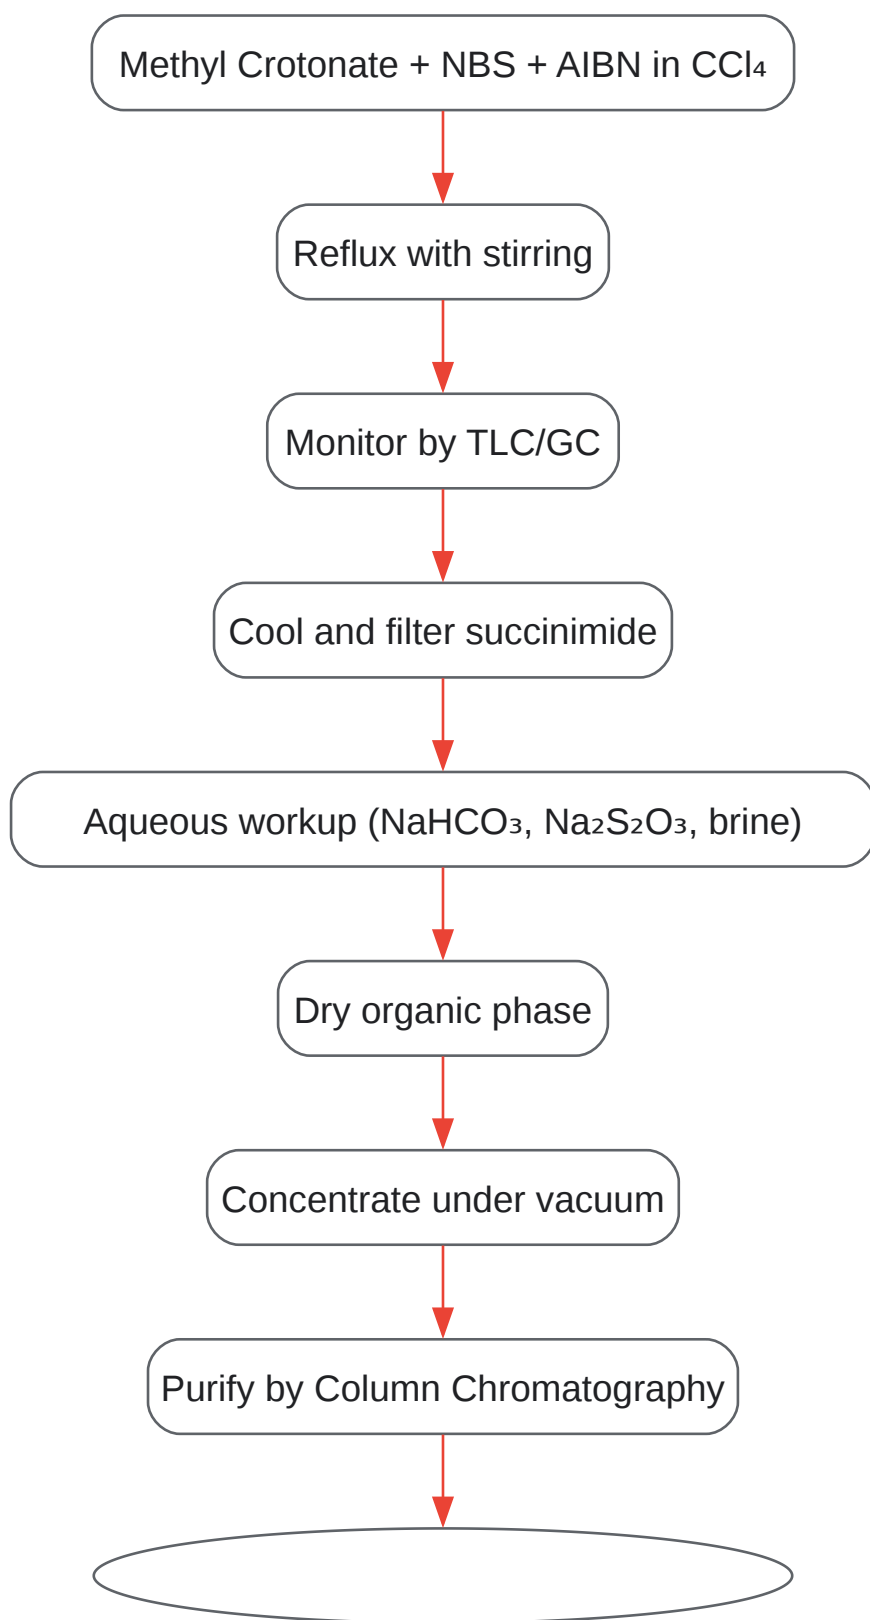 Methyl Crotonate + NBS + AIBN in CCl₄
Reflux with stirring
Monitor by TLC/GC
Cool and filter succinimide
Aqueous workup (NaHCO₃, Na₂S₂O₃, brine)
Dry organic phase
Concentrate under vacuum
Purify by Column Chromatography